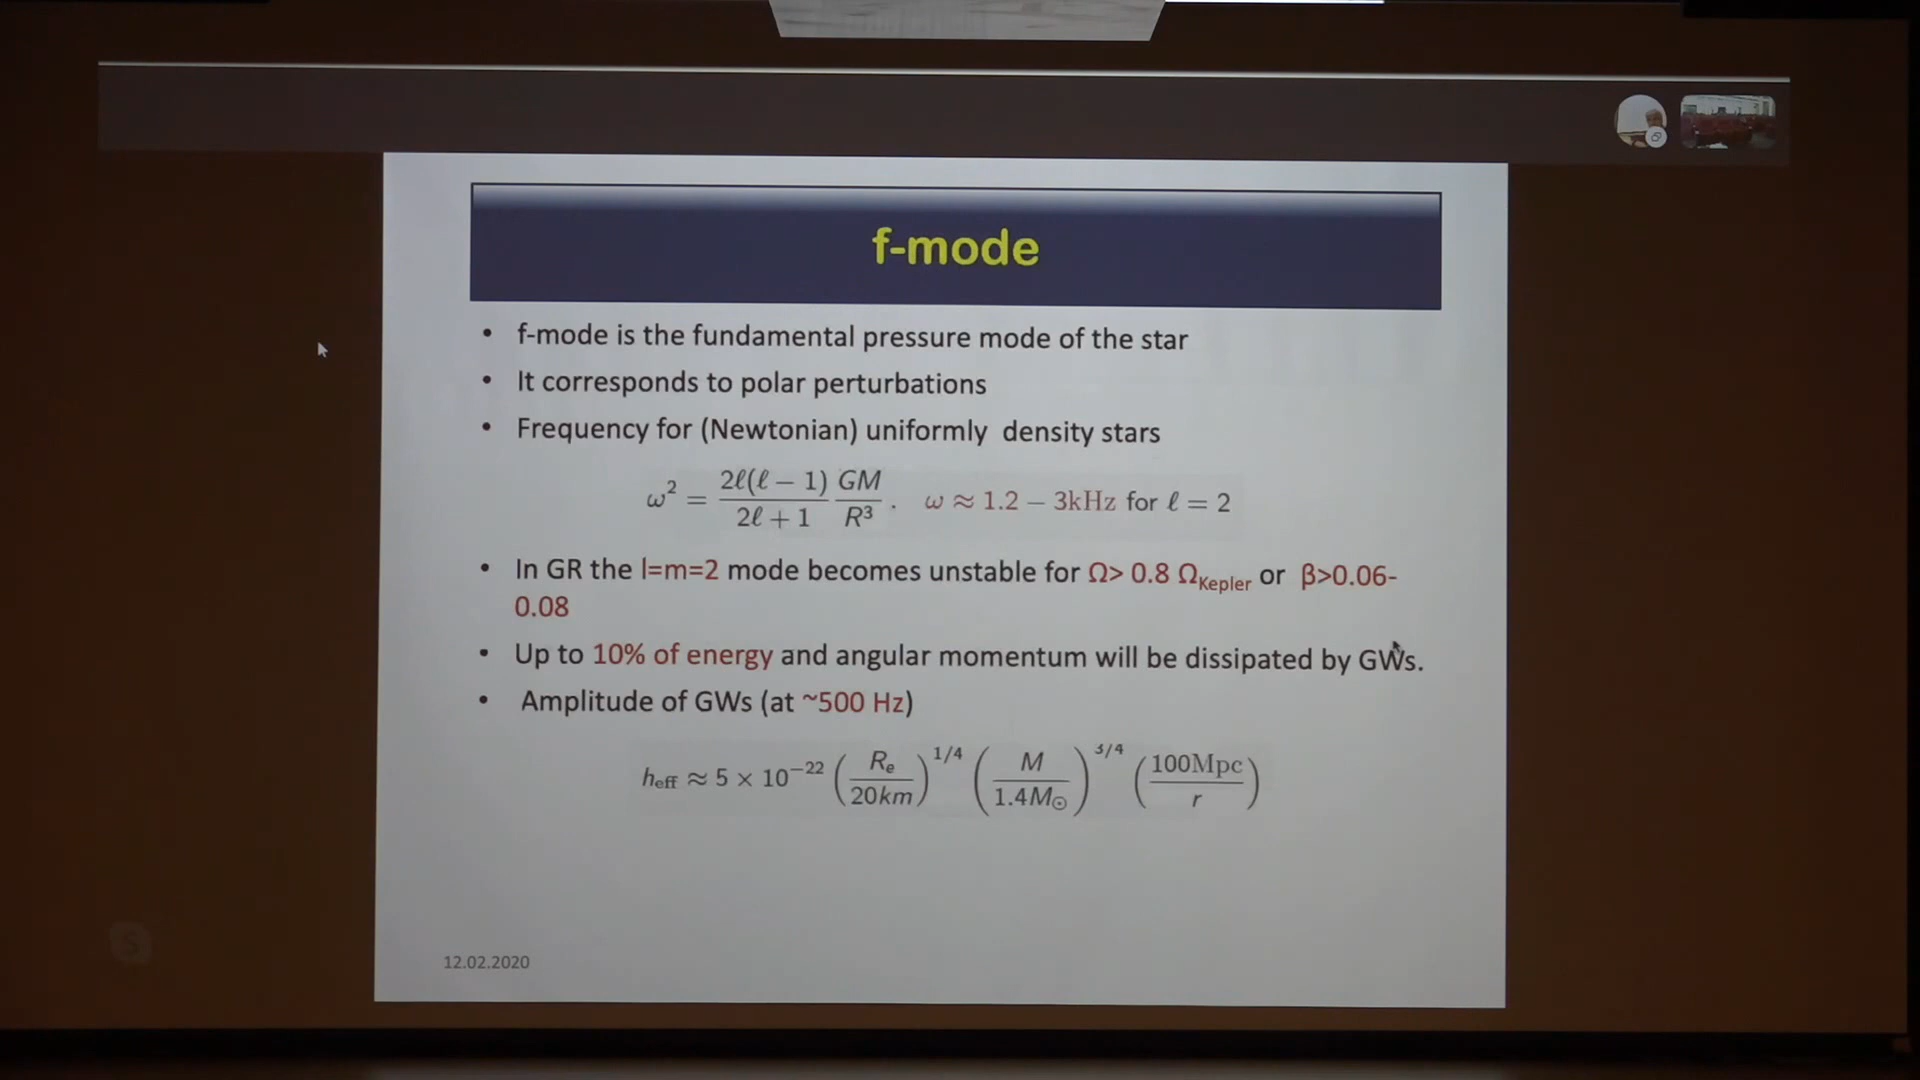 f-mode
• f-mode is the fundamental pressure mode of the star
• It corresponds to polar perturbations
• Frequency for (Newtonian) uniformly density stars
ω² = 2ℓ(ℓ − 1) / 2ℓ + 1 GM / R³ . ω ≈ 1.2 − 3kHz for ℓ = 2
• In GR the l=m=2 mode becomes unstable for Ω> 0.8 Ω_Kepler or β>0.06-
0.08
• Up to 10% of energy and angular momentum will be dissipated by GWs.
• Amplitude of GWs (at ~500 Hz)
h_eff ≈ 5 × 10⁻²² (R_e / 20km)^1/4 (M / 1.4M⊙)^3/4 (100Mpc / r)
12.02.2020